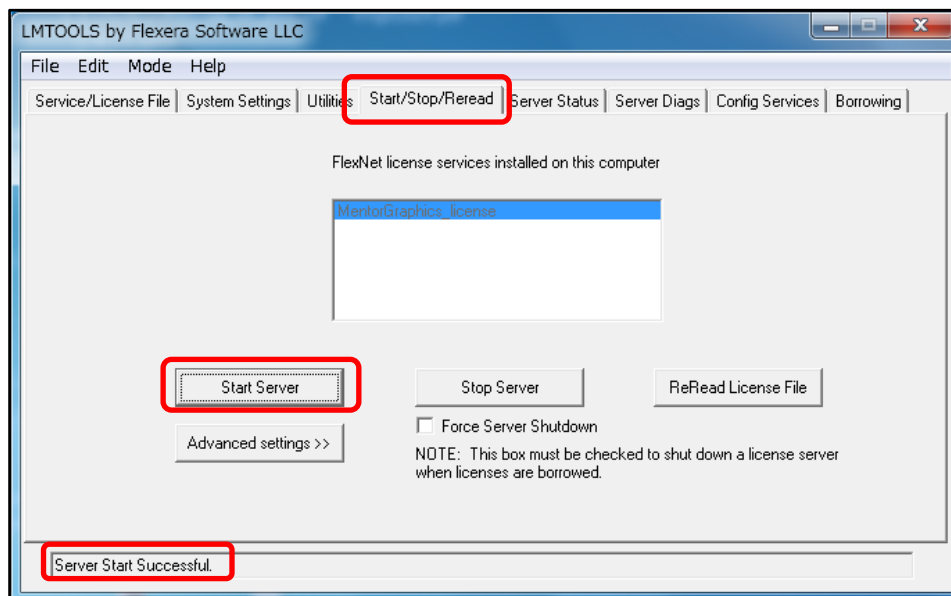 LMTOOLS by Flexera Software LLC
File Edit Mode Help
Service/License File System Settings Utilities Start/Stop/Reread Server Status Server Diags Config Services Borrowing
FlexNet license services installed on this computer
MentorGraphics_license
Start Server Stop Server ReRead License File
Force Server Shutdown
Advanced settings >>
NOTE: This box must be checked to shut down a license server
when licenses are borrowed.
Server Start Successful.